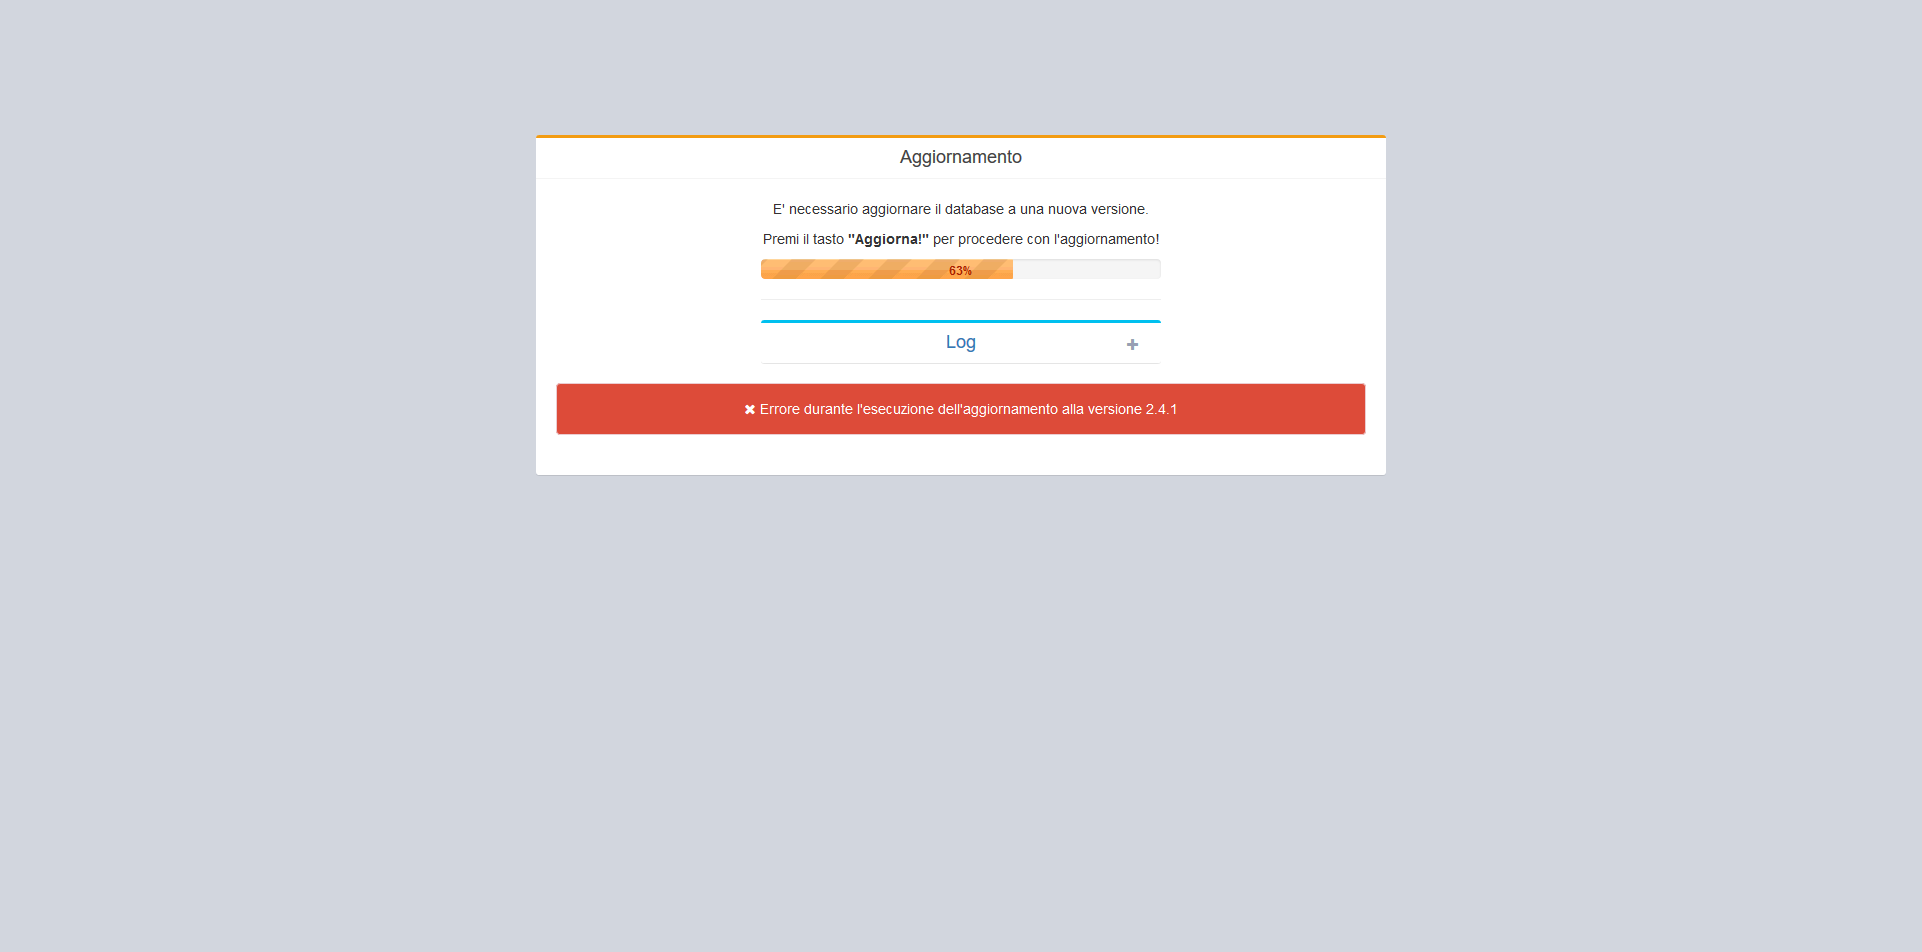 Aggiornamento
E' necessario aggiornare il database a una nuova versione.
Premi il tasto "Aggiorna!" per procedere con l'aggiornamento!
63%
Log
Errore durante l'esecuzione dell'aggiornamento alla versione 2.4.1